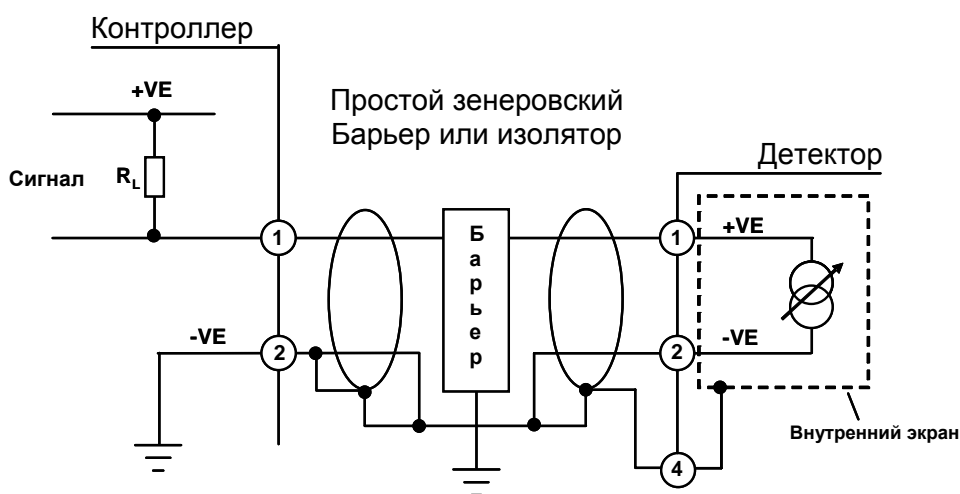 Контроллер
+VE
Простой зенеровский
Барьер или изолятор
Детектор
Сигнал
RL
1
Барьер
1
+VE
-VE
2
2
-VE
Внутренний экран
4